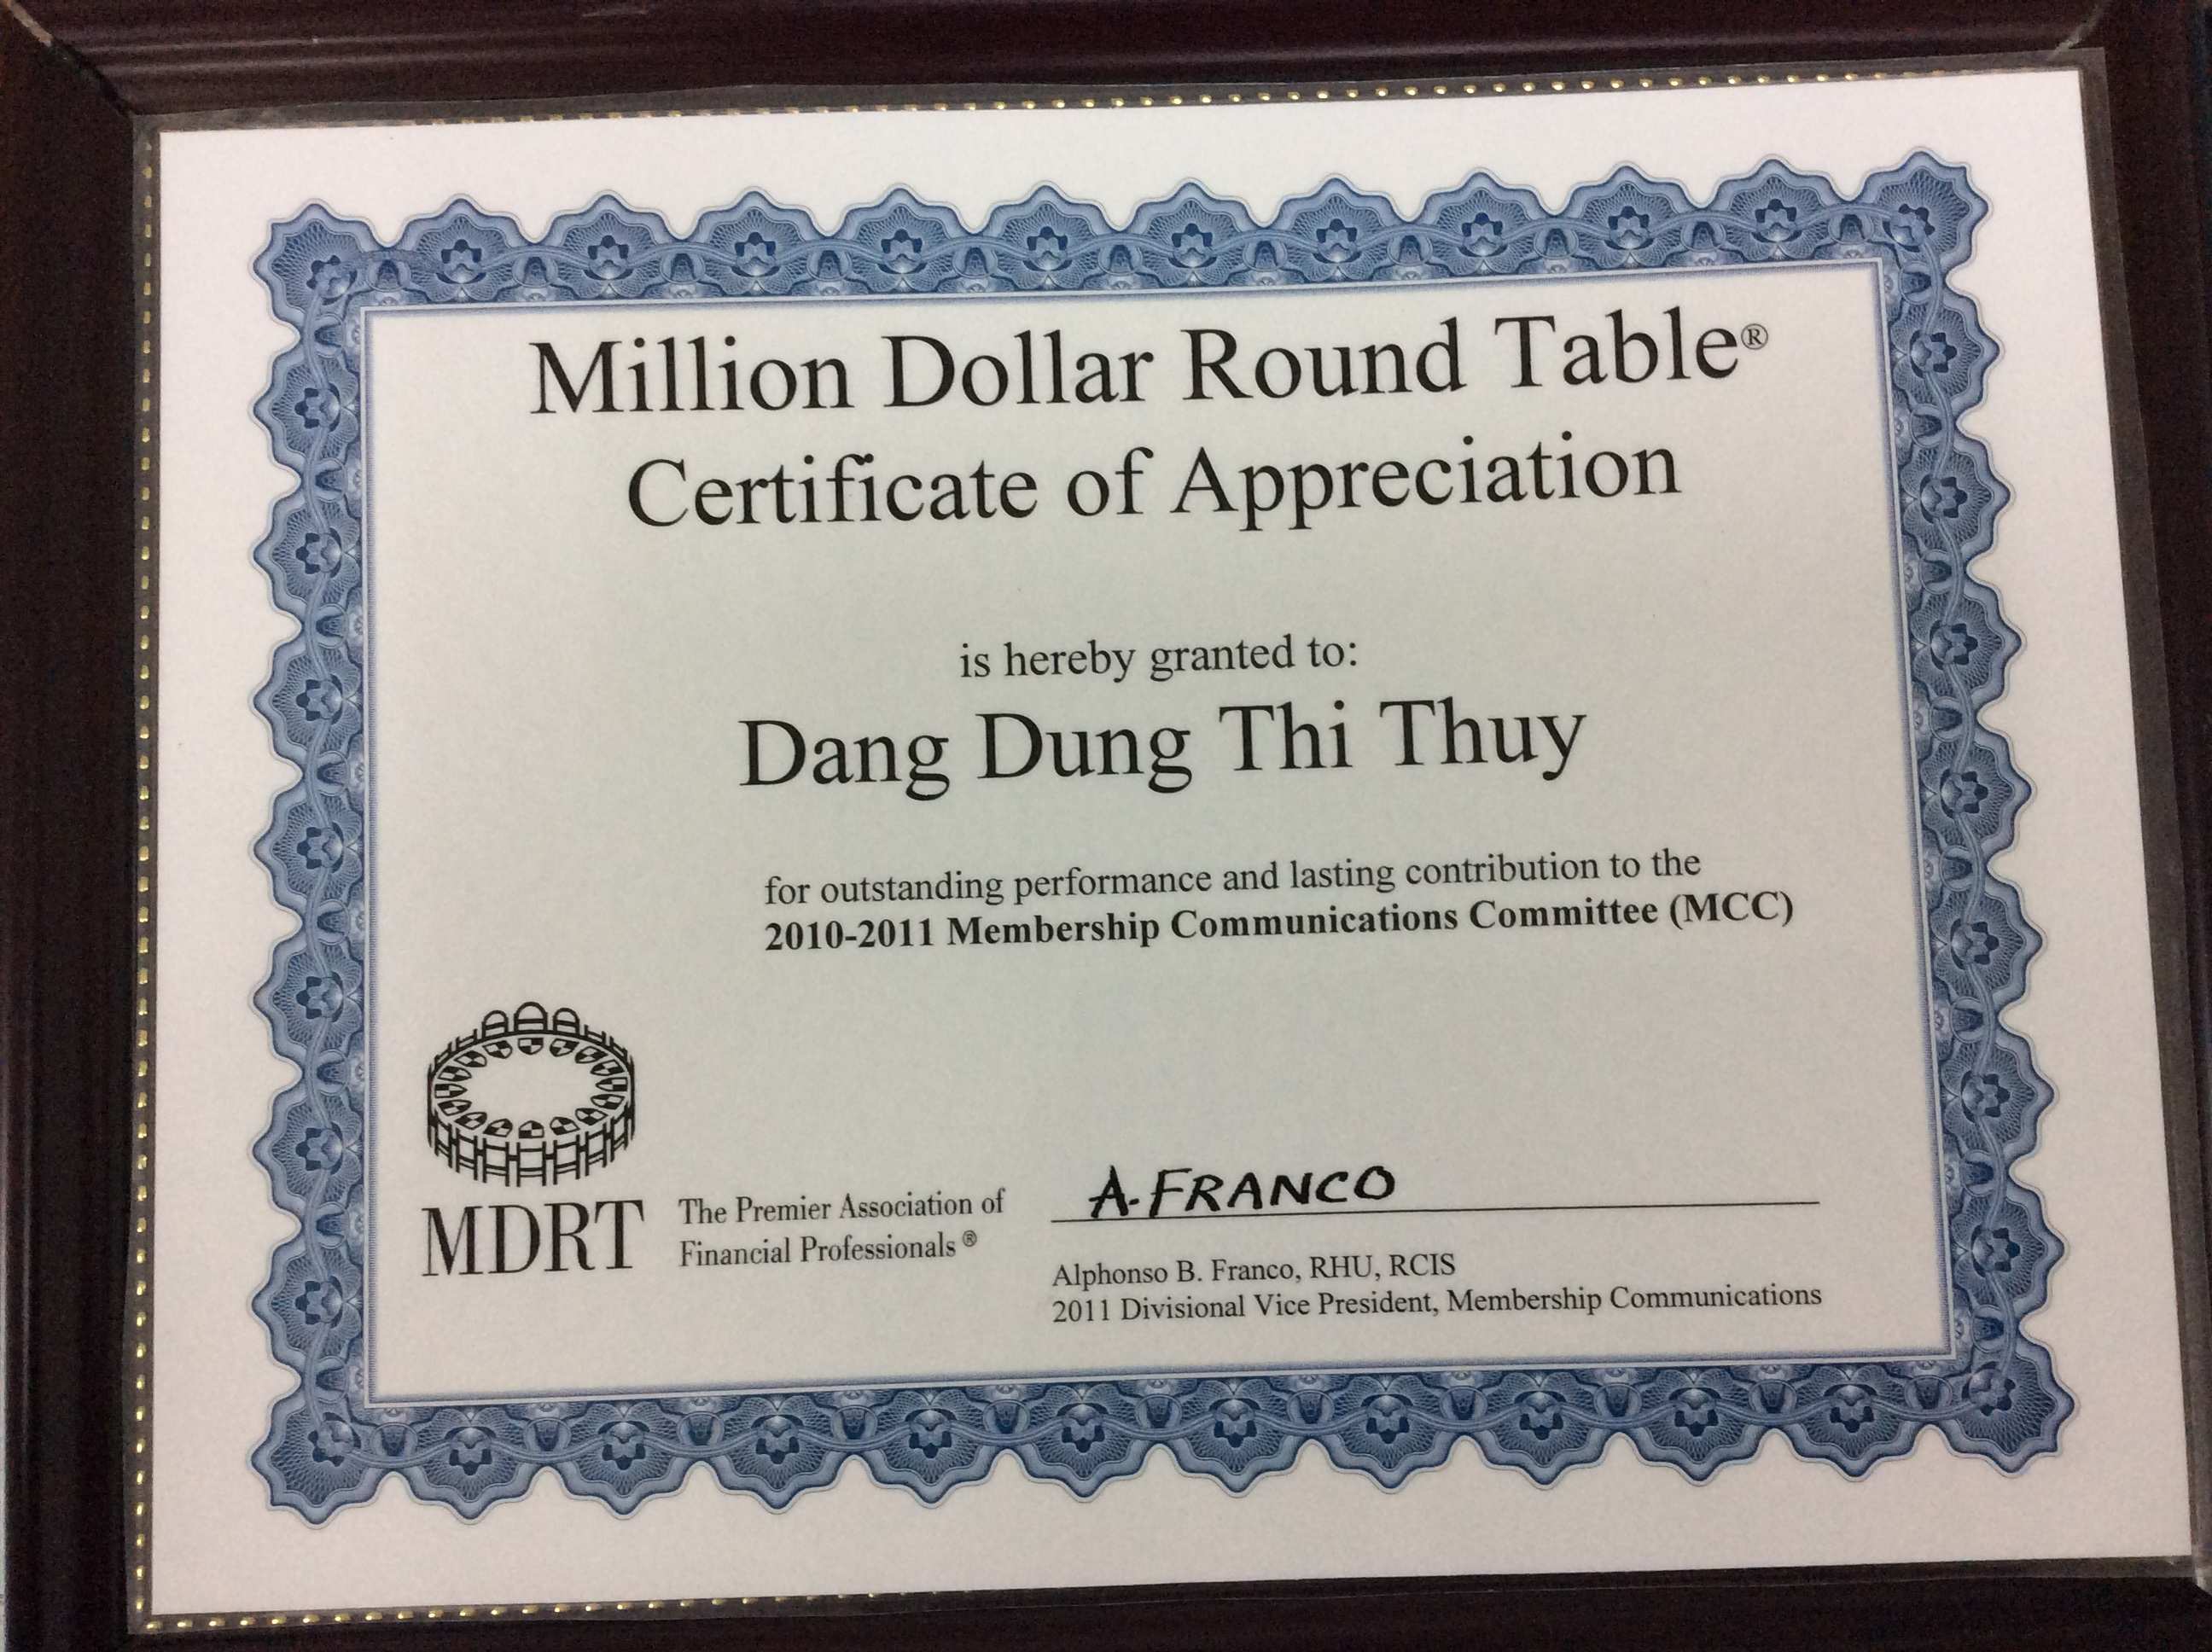 Million Dollar Round Table®
Certificate of Appreciation
is hereby granted to:
Dang Dung Thi Thuy
for outstanding performance and lasting contribution to the
2010-2011 Membership Communications Committee (MCC)
MDRT
The Premier Association of
Financial Professionals®
A. FRANCO
Alphonso B. Franco, RHU, RCIS
2011 Divisional Vice President, Membership Communications